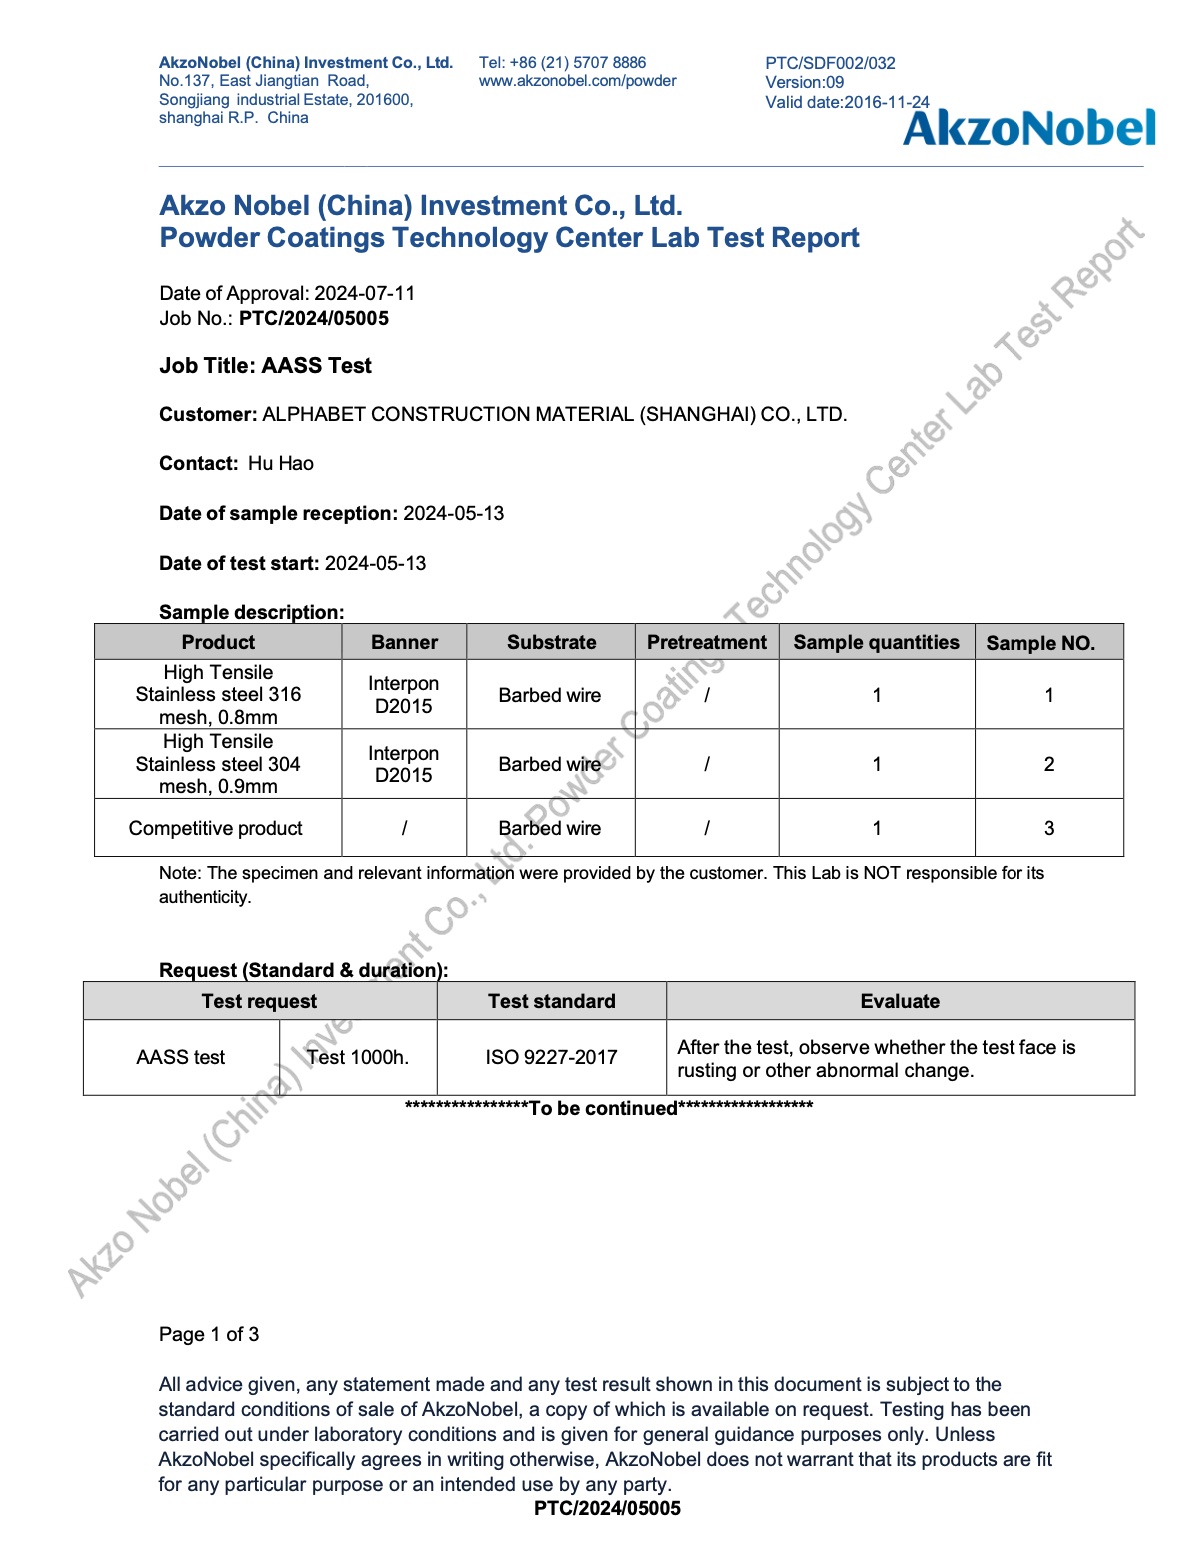 AkzoNobel (China) Investment Co., Ltd.
No.137, East Jiangtian Road,
Songjiang industrial Estate, 201600,
shanghai R.P. China
Tel: +86 (21) 5707 8886
www.akzonobel.com/powder
PTC/SDF002/032
Version:09
Valid date:2016-11-24
AkzoNobel
Akzo Nobel (China) Investment Co., Ltd.
Powder Coatings Technology Center Lab Test Report
Date of Approval: 2024-07-11
Job No.: PTC/2024/05005
Job Title: AASS Test
Customer: ALPHABET CONSTRUCTION MATERIAL (SHANGHAI) CO., LTD.
Contact: Hu Hao
Date of sample reception: 2024-05-13
Date of test start: 2024-05-13
Sample description:
Product Banner Substrate Pretreatment Sample quantities Sample NO.
High Tensile
Stainless steel 316
mesh, 0.8mm
Interpon
D2015
Barbed wire / 1 1
High Tensile
Stainless steel 304
mesh, 0.9mm
Interpon
D2015
Barbed wire / 1 2
Competitive product / Barbed wire / 1 3
Note: The specimen and relevant information were provided by the customer. This Lab is NOT responsible for its
authenticity.
Request (Standard & duration):
Test request Test standard Evaluate
AASS test Test 1000h. ISO 9227-2017
After the test, observe whether the test face is
rusting or other abnormal change.
****************To be continued******************
Akzo Nobel (China) Investment Co., Ltd. Powder Coatings Technology Center Lab Test Report
Page 1 of 3
All advice given, any statement made and any test result shown in this document is subject to the
standard conditions of sale of AkzoNobel, a copy of which is available on request. Testing has been
carried out under laboratory conditions and is given for general guidance purposes only. Unless
AkzoNobel specifically agrees in writing otherwise, AkzoNobel does not warrant that its products are fit
for any particular purpose or an intended use by any party.
PTC/2024/05005